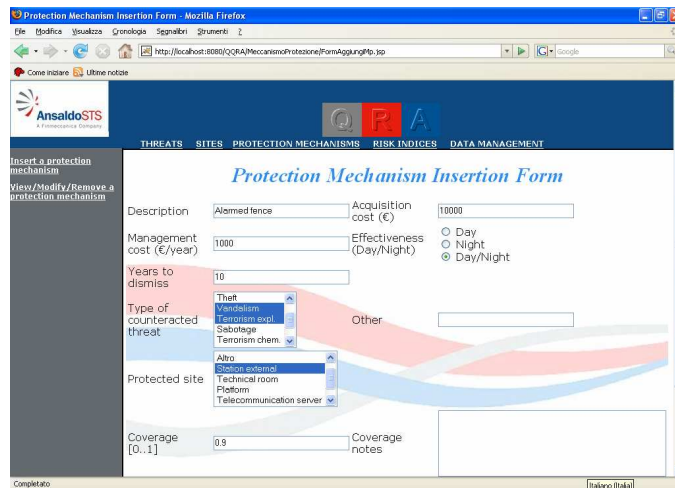 Protection Mechanism Insertion Form - Mozilla Firefox
File Modifica Visualizza Cronologia Segnalibri Strumenti ?
http://localhost:8080/QQRA/MeccanismoProtezione/FormAggiungiMp.jsp
G Google
Come iniziare Ultime notizie
AnsaldoSTS
A Finmeccanica Company
Q R A
THREATS SITES PROTECTION MECHANISMS RISK INDICES DATA MANAGEMENT
Insert a protection
mechanism
View/Modify/Remove a
protection mechanism
Protection Mechanism Insertion Form
Description Alarmed fence
Acquisition
cost (€) 10000
Management
cost (€/year) 1000
Effectiveness
(Day/Night)
Day
Night
Day/Night
Years to
dismiss 10
Type of
counteracted
threat
Theft
Vandalism
Terrorism expl.
Sabotage
Terrorism chem.
Other
Protected site
Altro
Station external
Technical room
Platform
Telecommunication server
Coverage
[0..1] 0.9
Coverage
notes
Completato
Italiano (Italia)